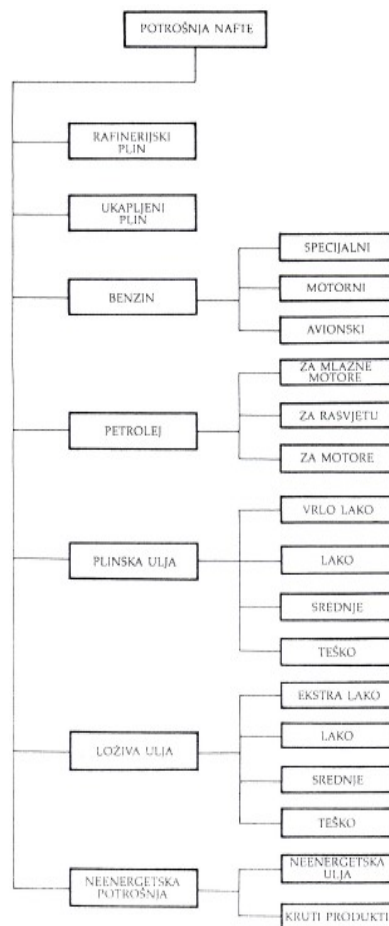 POTROŠNJA NAFTE
RAFINERIJSKI
PLIN
UKAPLJENI
PLIN
BENZIN
SPECIJALNI
MOTORNI
AVIONSKI
PETROLEJ
ZA MLAZNE
MOTORE
ZA RASVJETU
ZA MOTORE
PLINSKA ULJA
VRLO LAKO
LAKO
SREDNJE
TEŠKO
LOŽIVA ULJA
EKSTRA LAKO
LAKO
SREDNJE
TEŠKO
NEENERGETSKA
POTROŠNJA
NEENERGETSKA
ULJA
KRUTI PRODUKTI